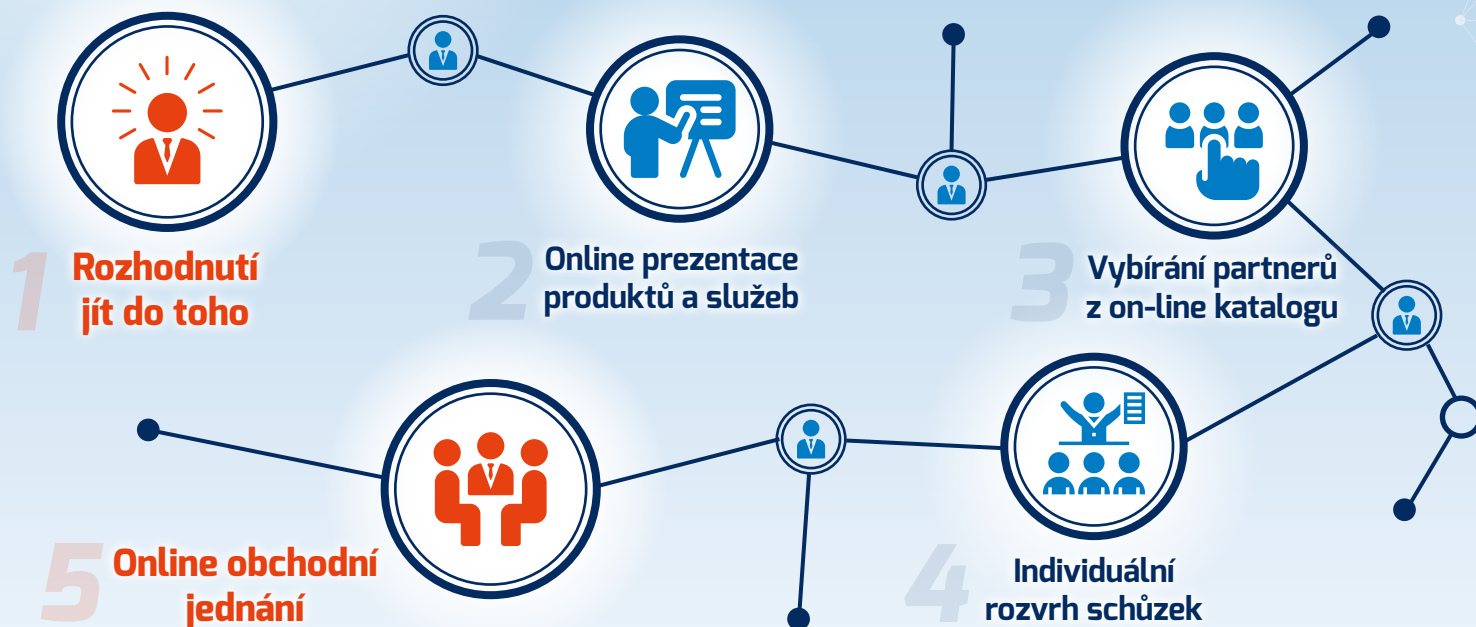 1
Rozhodnutí
jít do toho
2
Online prezentace
produktů a služeb
3
Vybírání partnerů
z on-line katalogu
4
Individuální
rozvrh schůzek
5
Online obchodní
jednání